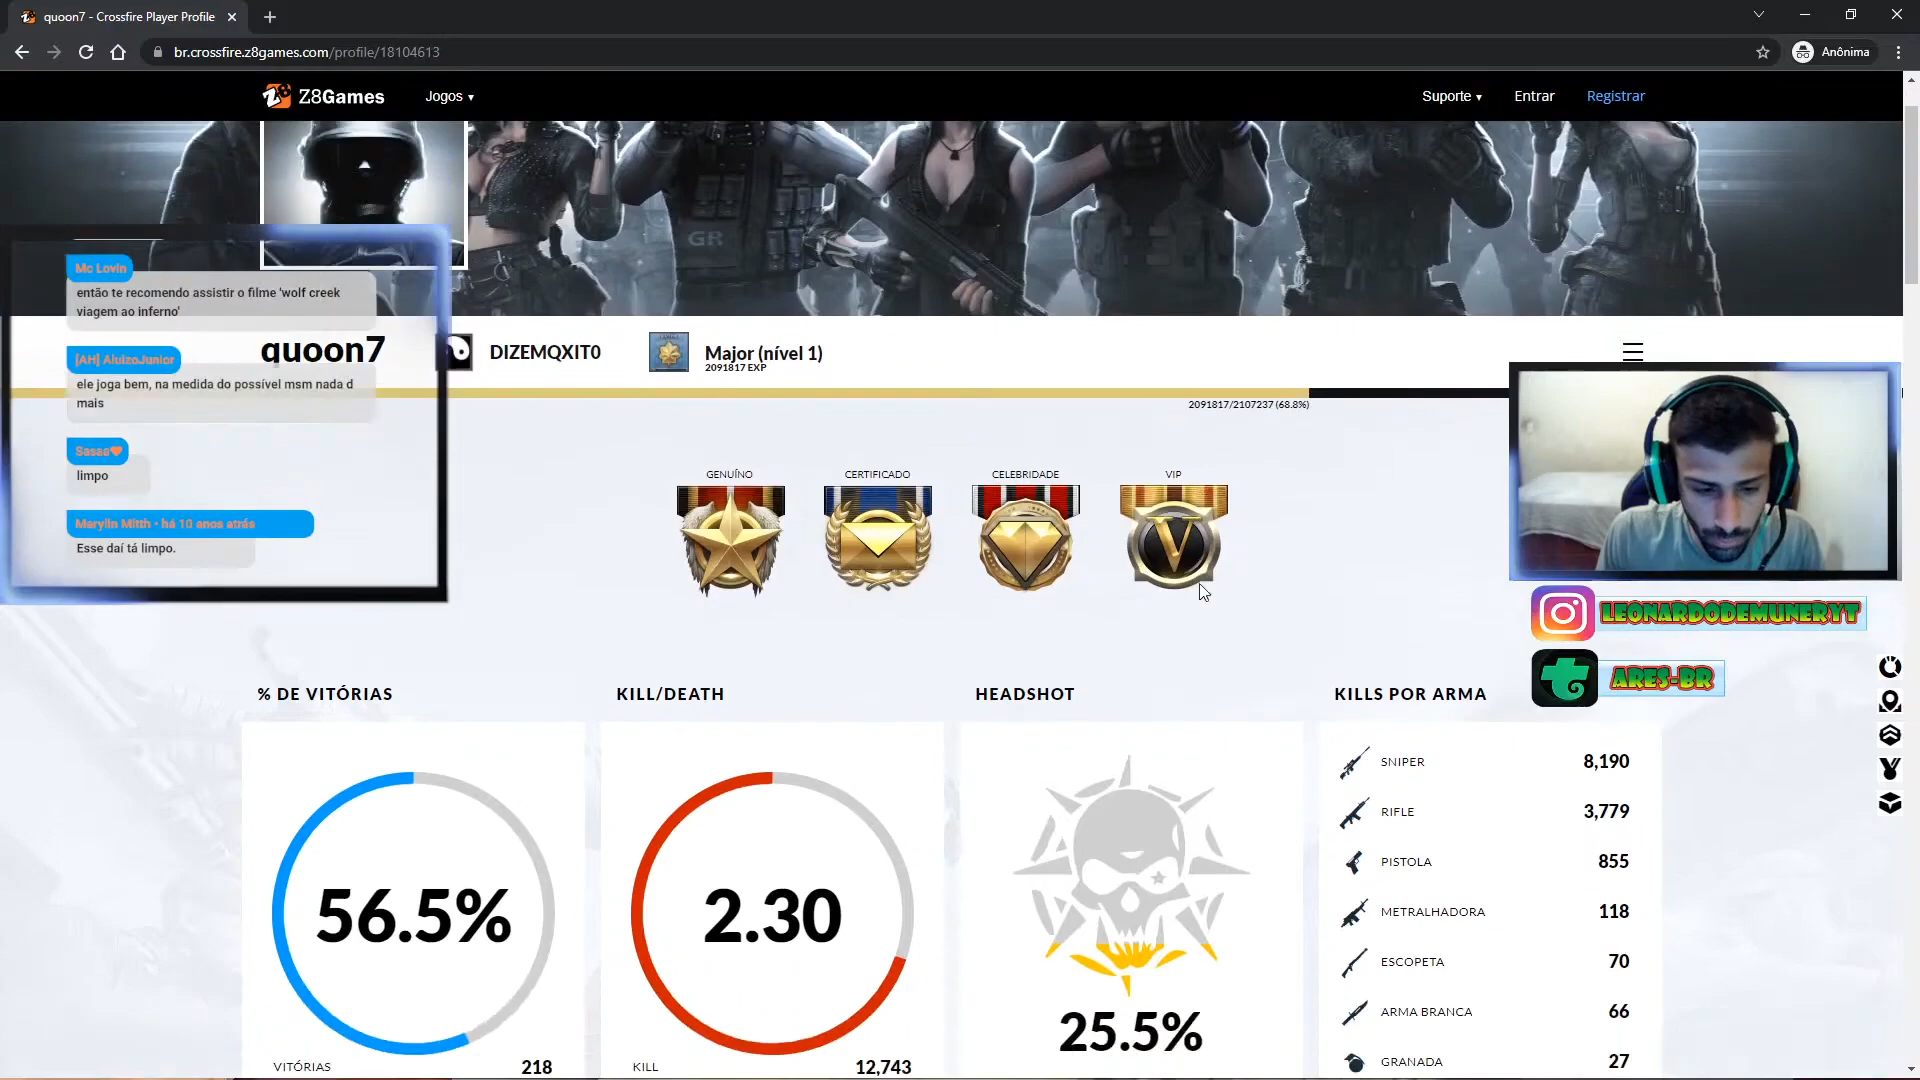 quoon7 - Crossfire Player Profile
br.crossfire.z8games.com/profile/18104613
Anônima
Z8Games
Jogos ▾
Suporte ▾
Entrar
Registrar
GR
Mc Lovin
então te recomendo assistir o filme 'wolf creek
viagem ao inferno'
[AH] AluizoJunior
ele joga bem, na medida do possível msm nada d
mais
Sasaa❤
limpo
Marylin Mitth • há 10 anos atrás
Esse daí tá limpo.
quoon7
DIZEMQXIT0
Major (nível 1)
2091817 EXP
2091817/2107237 (68.8%)
GENUÍNO
CERTIFICADO
CELEBRIDADE
VIP
V
LEONARDODEMUNERYT
ARES-BR
% DE VITÓRIAS
KILL/DEATH
HEADSHOT
KILLS POR ARMA
56.5%
VITÓRIAS 218
2.30
KILL 12,743
25.5%
SNIPER 8,190
RIFLE 3,779
PISTOLA 855
METRALHADORA 118
ESCOPETA 70
ARMA BRANCA 66
GRANADA 27